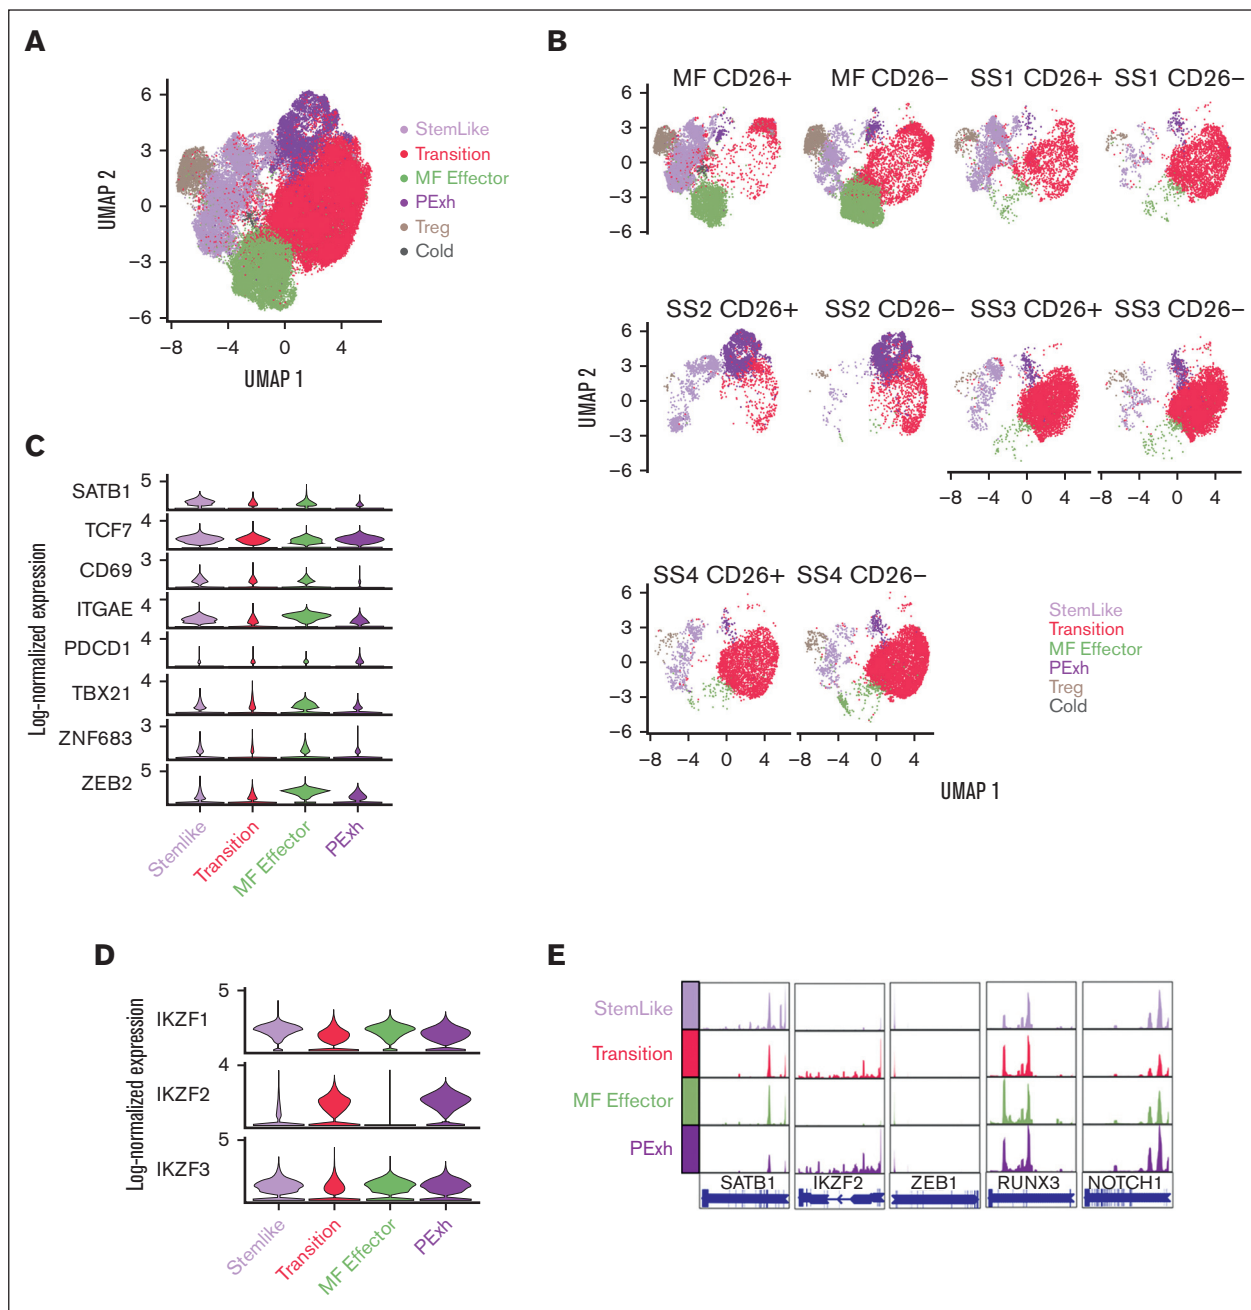 A
6
3
0
−3
−6
−8 −4 0 4
UMAP 2
UMAP 1
StemLike
Transition
MF Effector
PExh
Treg
Cold
B
MF CD26+ MF CD26− SS1 CD26+ SS1 CD26−
6
3
0
−3
−6
SS2 CD26+ SS2 CD26− SS3 CD26+ SS3 CD26−
6
3
0
−3
−6
UMAP 2
−8 −4 0 4 −8 −4 0 4
SS4 CD26+ SS4 CD26−
6
3
0
−3
−6
−8 −4 0 4 −8 −4 0 4
UMAP 1
StemLike
Transition
MF Effector
PExh
Treg
Cold
C
Log-normalized expression
SATB1 5
TCF7 4
CD69 3
ITGAE 4
PDCD1 4
TBX21 4
ZNF683 3
ZEB2 5
Stemlike Transition MF Effector PExh
D
Log-normalized expression
IKZF1 5
IKZF2 4
IKZF3 5
Stemlike Transition MF Effector PExh
E
StemLike
Transition
MF Effector
PExh
SATB1 IKZF2 ZEB1 RUNX3 NOTCH1